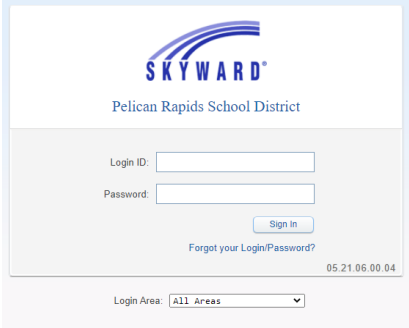 SKYWARD®
Pelican Rapids School District
Login ID:
Password:
Sign In
Forgot your Login/Password?
05.21.06.00.04
Login Area: All Areas